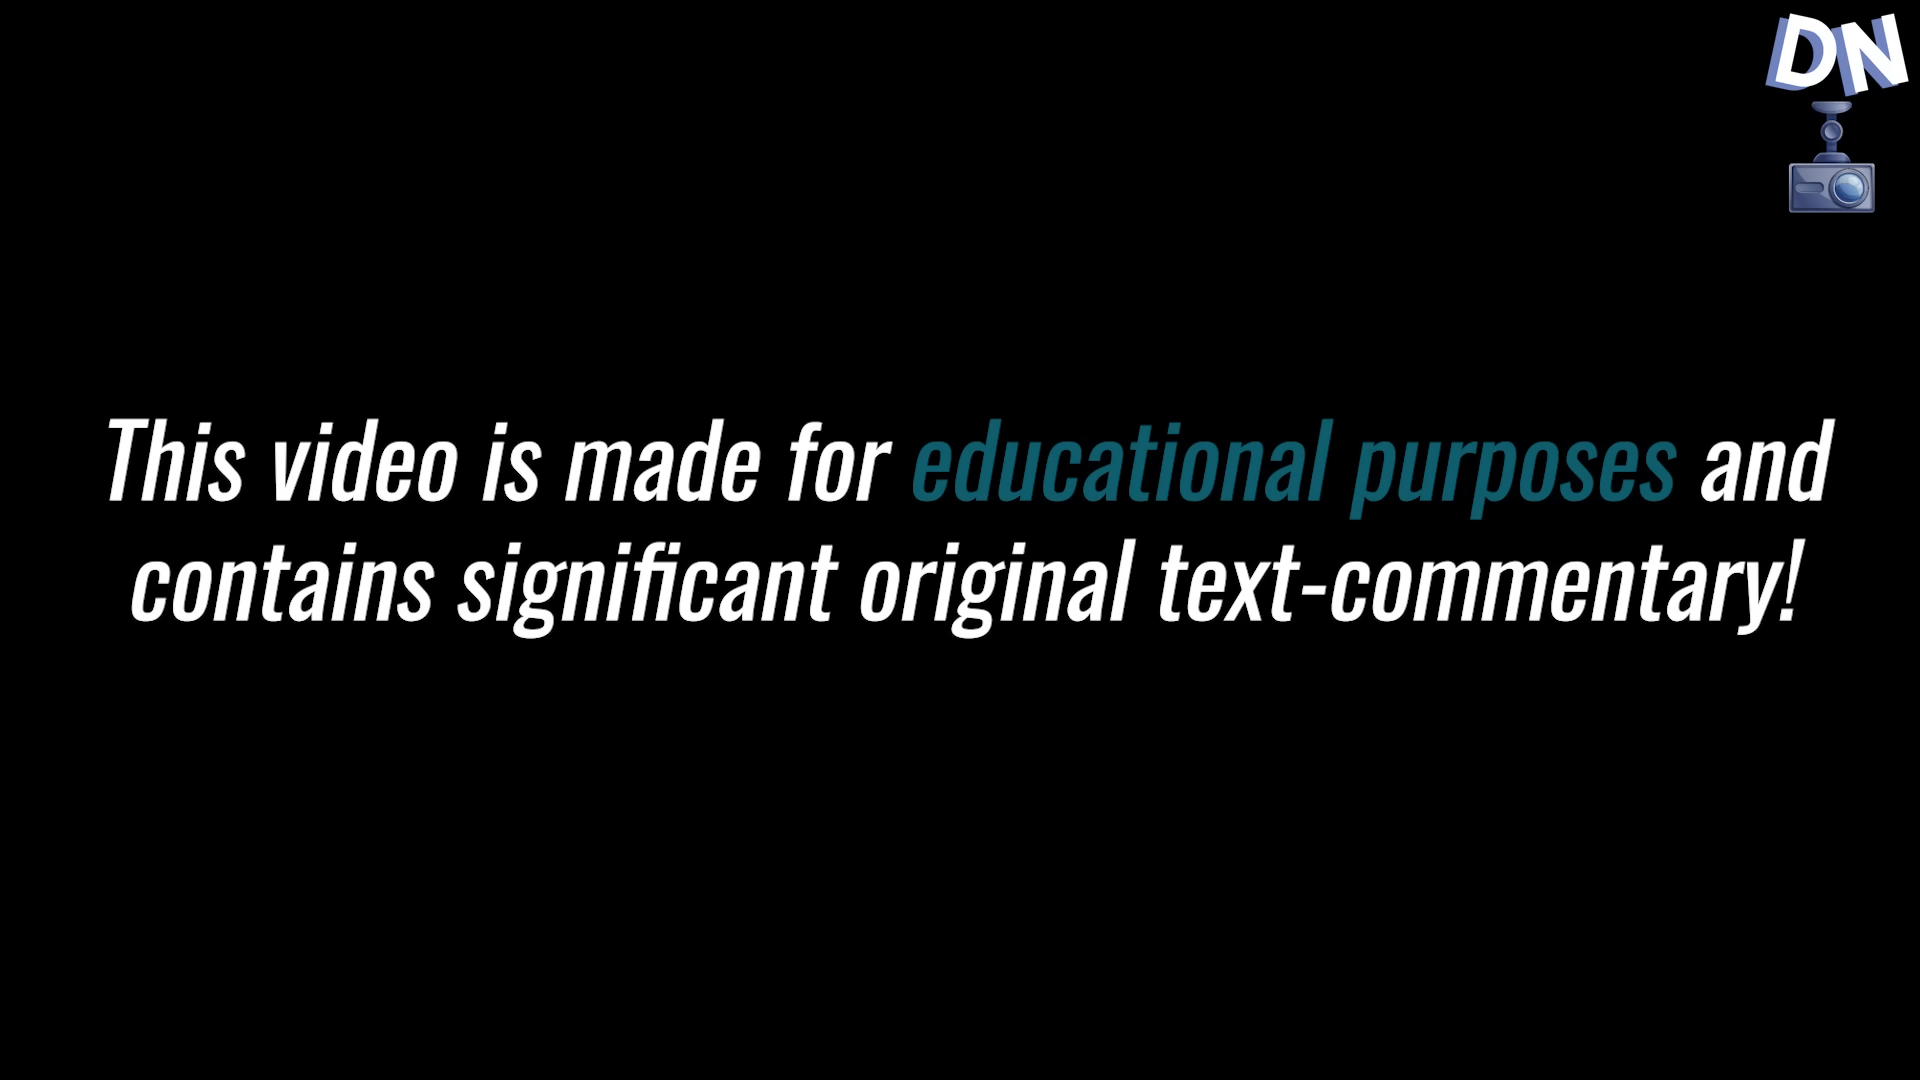 DN
This video is made for educational purposes and
contains significant original text-commentary!